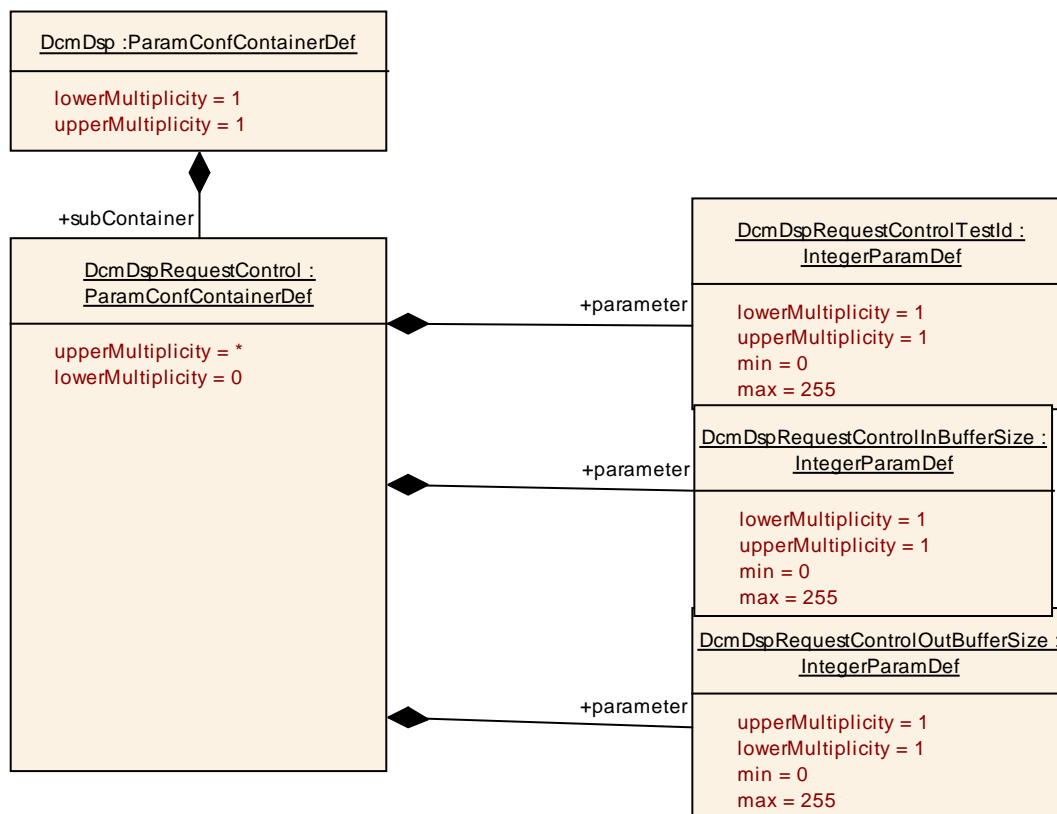 DcmDsp :ParamConfContainerDef
lowerMultiplicity = 1
upperMultiplicity = 1
+subContainer
DcmDspRequestControl :
ParamConfContainerDef
upperMultiplicity = *
lowerMultiplicity = 0
+parameter
DcmDspRequestControlTestId :
IntegerParamDef
lowerMultiplicity = 1
upperMultiplicity = 1
min = 0
max = 255
+parameter
DcmDspRequestControlInBufferSize :
IntegerParamDef
lowerMultiplicity = 1
upperMultiplicity = 1
min = 0
max = 255
+parameter
DcmDspRequestControlOutBufferSize :
IntegerParamDef
upperMultiplicity = 1
lowerMultiplicity = 1
min = 0
max = 255